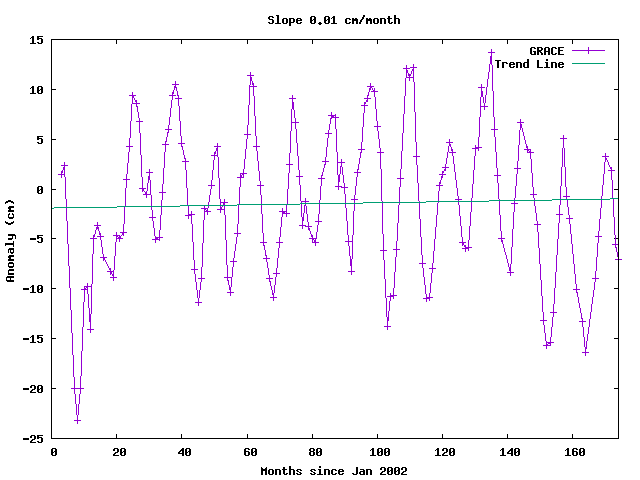 Slope 0.01 cm/month
15
10
5
0
-5
-10
-15
-20
-25
Anomaly (cm)
GRACE
Trend Line
0 20 40 60 80 100 120 140 160
Months since Jan 2002